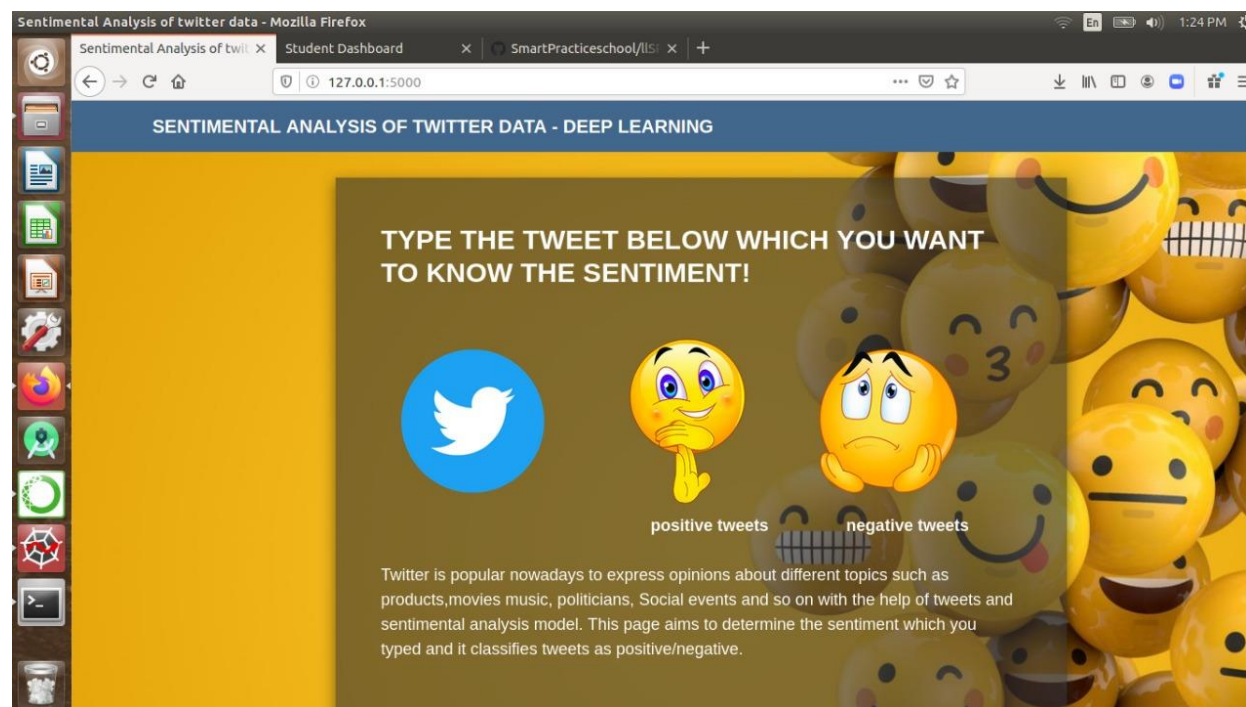 Sentimental Analysis of twitter data - Mozilla Firefox
En 1:24 PM
Sentimental Analysis of twit Student Dashboard SmartPracticeschool/llSP
127.0.0.1:5000
SENTIMENTAL ANALYSIS OF TWITTER DATA - DEEP LEARNING
TYPE THE TWEET BELOW WHICH YOU WANT
TO KNOW THE SENTIMENT!
positive tweets negative tweets
Twitter is popular nowadays to express opinions about different topics such as
products,movies music, politicians, Social events and so on with the help of tweets and
sentimental analysis model. This page aims to determine the sentiment which you
typed and it classifies tweets as positive/negative.